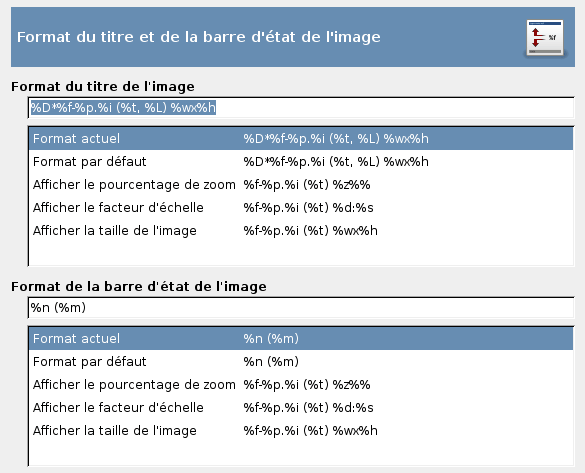 Format du titre et de la barre d'état de l'image
%f
Format du titre de l'image
%D*%f-%p.%i (%t, %L) %wx%h
Format actuel %D*%f-%p.%i (%t, %L) %wx%h
Format par défaut %D*%f-%p.%i (%t, %L) %wx%h
Afficher le pourcentage de zoom %f-%p.%i (%t) %z%%
Afficher le facteur d'échelle %f-%p.%i (%t) %d:%s
Afficher la taille de l'image %f-%p.%i (%t) %wx%h
Format de la barre d'état de l'image
%n (%m)
Format actuel %n (%m)
Format par défaut %n (%m)
Afficher le pourcentage de zoom %f-%p.%i (%t) %z%%
Afficher le facteur d'échelle %f-%p.%i (%t) %d:%s
Afficher la taille de l'image %f-%p.%i (%t) %wx%h